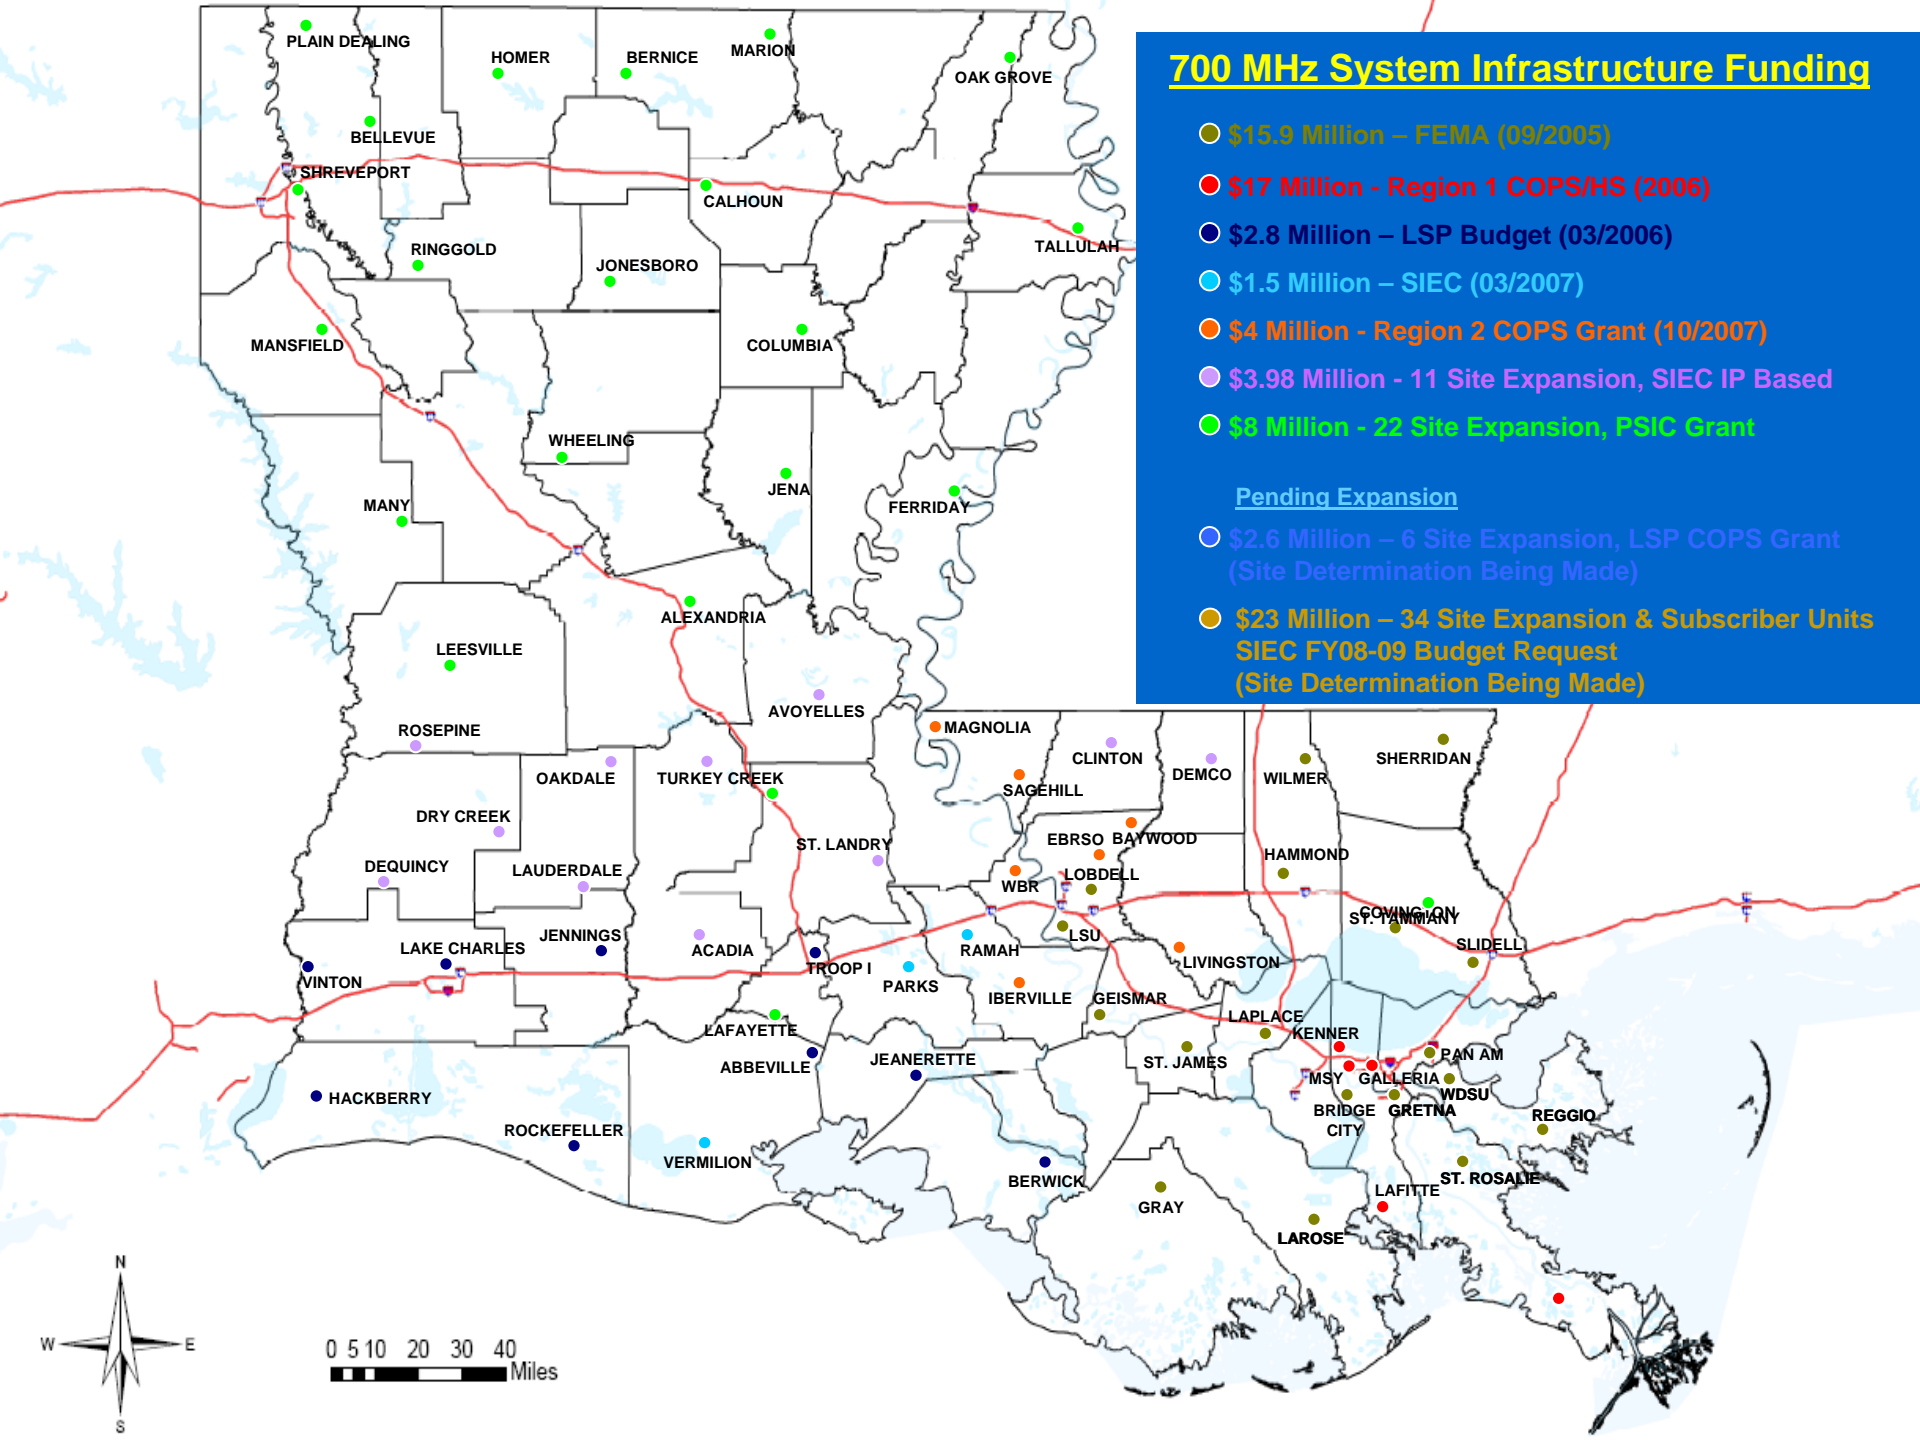 PLAIN DEALING
HOMER
BERNICE
MARION
OAK GROVE
BELLEVUE
SHREVEPORT
CALHOUN
TALLULAH
RINGGOLD
JONESBORO
MANSFIELD
COLUMBIA
WHEELING
JENA
FERRIDAY
MANY
ALEXANDRIA
LEESVILLE
AVOYELLES
ROSEPINE
700 MHz System Infrastructure Funding
$15.9 Million – FEMA (09/2005)
$17 Million - Region 1 COPS/HS (2006)
$2.8 Million – LSP Budget (03/2006)
$1.5 Million – SIEC (03/2007)
$4 Million - Region 2 COPS Grant (10/2007)
$3.98 Million - 11 Site Expansion, SIEC IP Based
$8 Million - 22 Site Expansion, PSIC Grant
Pending Expansion
$2.6 Million – 6 Site Expansion, LSP COPS Grant
(Site Determination Being Made)
$23 Million – 34 Site Expansion & Subscriber Units
SIEC FY08-09 Budget Request
(Site Determination Being Made)
MAGNOLIA
CLINTON
DEMCO
WILMER
SHERRIDAN
OAKDALE
TURKEY CREEK
SAGEHILL
DRY CREEK
ST. LANDRY
EBRSO
BAYWOOD
HAMMOND
DEQUINCY
LAUDERDALE
WBR
LOBDELL
COVINGTON
ST. TAMMANY
SLIDELL
LAKE CHARLES
JENNINGS
ACADIA
TROOP I
RAMAH
LSU
LIVINGSTON
VINTON
PARKS
IBERVILLE
GEISMAR
LAPLACE
KENNER
LAFAYETTE
ABBEVILLE
JEANERETTE
ST. JAMES
PAN AM
MSY
GALLERIA
WDSU
HACKBERRY
BRIDGE
CITY
GRETNA
REGGIO
ROCKEFELLER
VERMILION
BERWICK
ST. ROSALIE
LAFITTE
GRAY
LAROSE
N
W
E
S
0 5 10 20 30 40
Miles